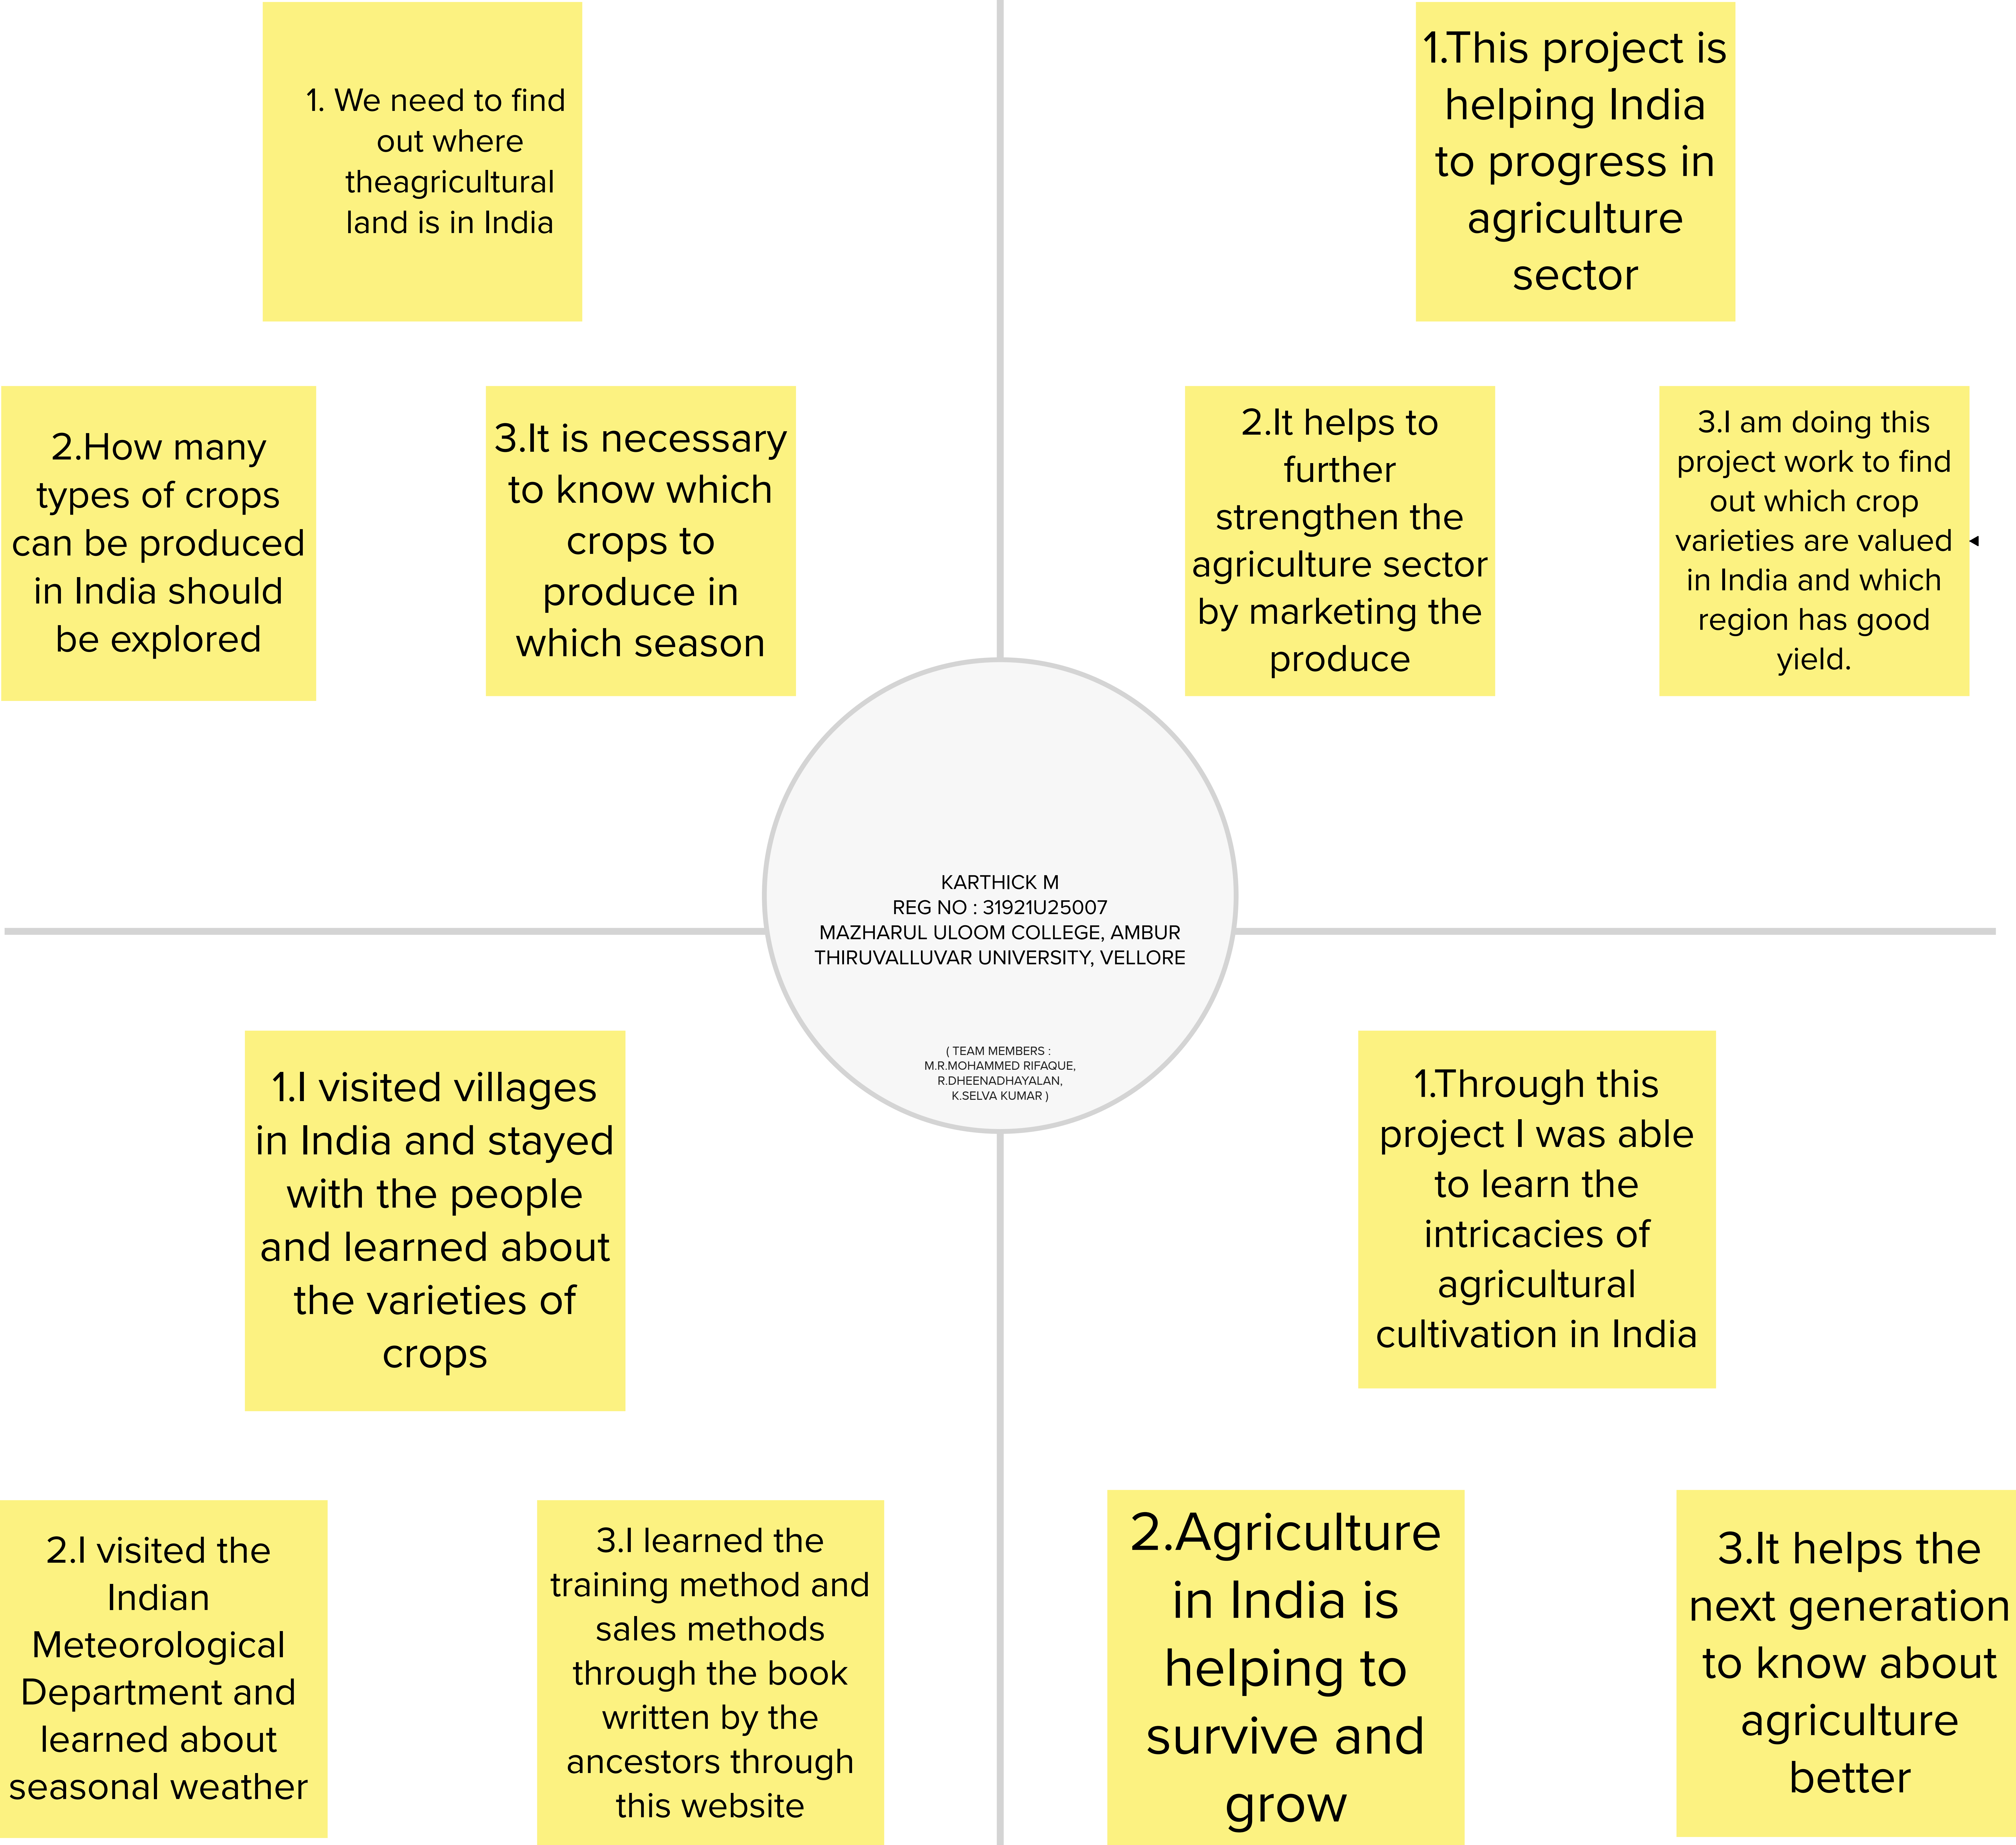 1. We need to find
out where
theagricultural
land is in India
2.How many
types of crops
can be produced
in India should
be explored
3.It is necessary
to know which
crops to
produce in
which season
1.This project is
helping India
to progress in
agriculture
sector
2.It helps to
further
strengthen the
agriculture sector
by marketing the
produce
3.I am doing this
project work to find
out which crop
varieties are valued
in India and which
region has good
yield.
KARTHICK M
REG NO : 31921U25007
MAZHARUL ULOOM COLLEGE, AMBUR
THIRUVALLUVAR UNIVERSITY, VELLORE
( TEAM MEMBERS :
M.R.MOHAMMED RIFAQUE,
R.DHEENADHAYALAN,
K.SELVA KUMAR )
1.I visited villages
in India and stayed
with the people
and learned about
the varieties of
crops
2.I visited the
Indian
Meteorological
Department and
learned about
seasonal weather
3.I learned the
training method and
sales methods
through the book
written by the
ancestors through
this website
1.Through this
project I was able
to learn the
intricacies of
agricultural
cultivation in India
2.Agriculture
in India is
helping to
survive and
grow
3.It helps the
next generation
to know about
agriculture
better